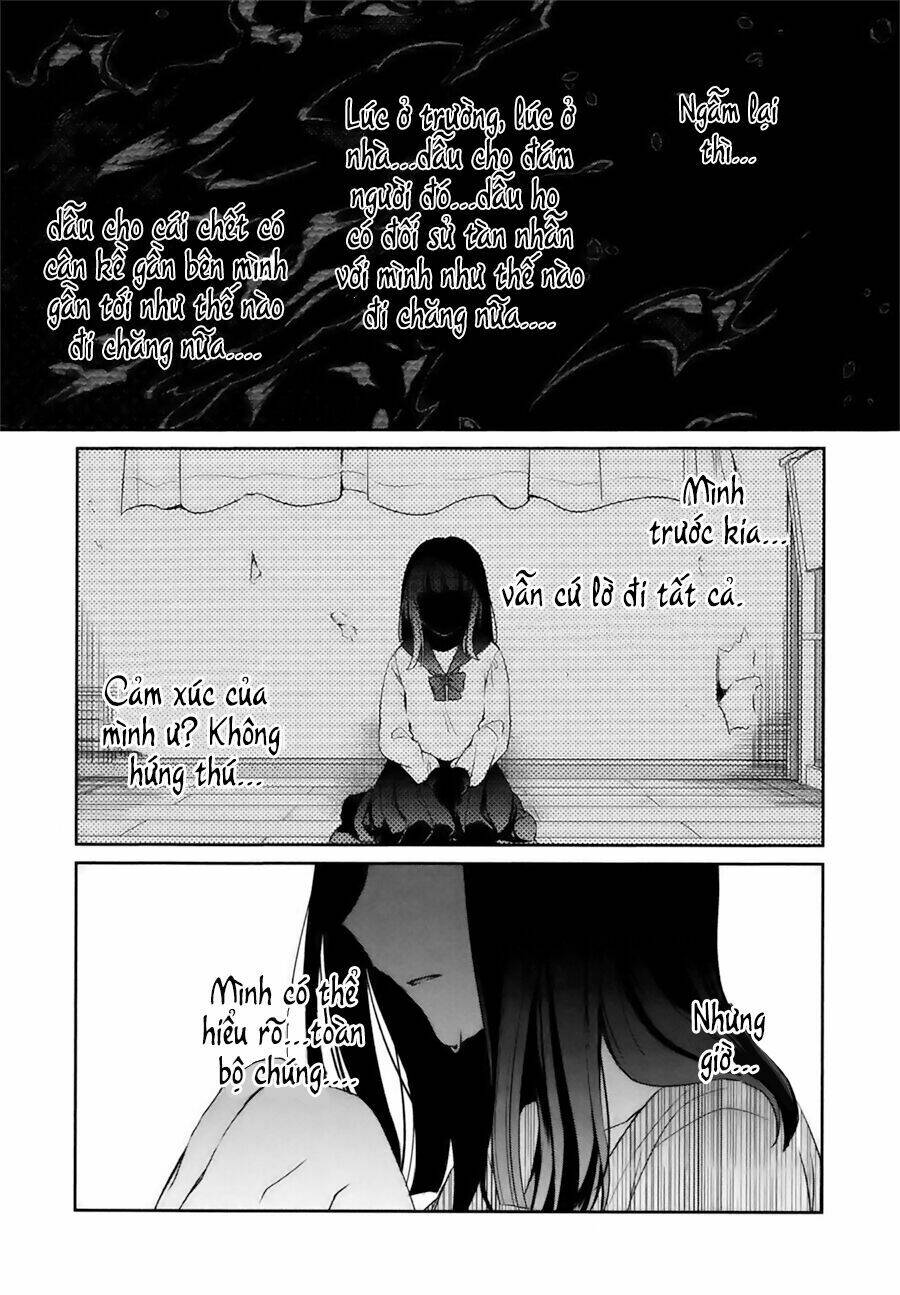 Ngẫm lại
thì...
Lúc ở trường, lúc ở
nhà...dẫu cho đám
người đó...dẫu họ
có đối sử tàn nhẫn
với mình như thế nào
đi chăng nữa....
dẫu cho cái chết có
cân kề gần bên mình
gần tới như thế nào
đi chăng nữa....
Mình
trước kia...
vẫn cứ lờ đi tất cả.
Cảm xúc của
mình ư? Không
hứng thú...
Nhưng
giờ...
Mình có thể
hiểu rõ...toàn
bộ chúng....